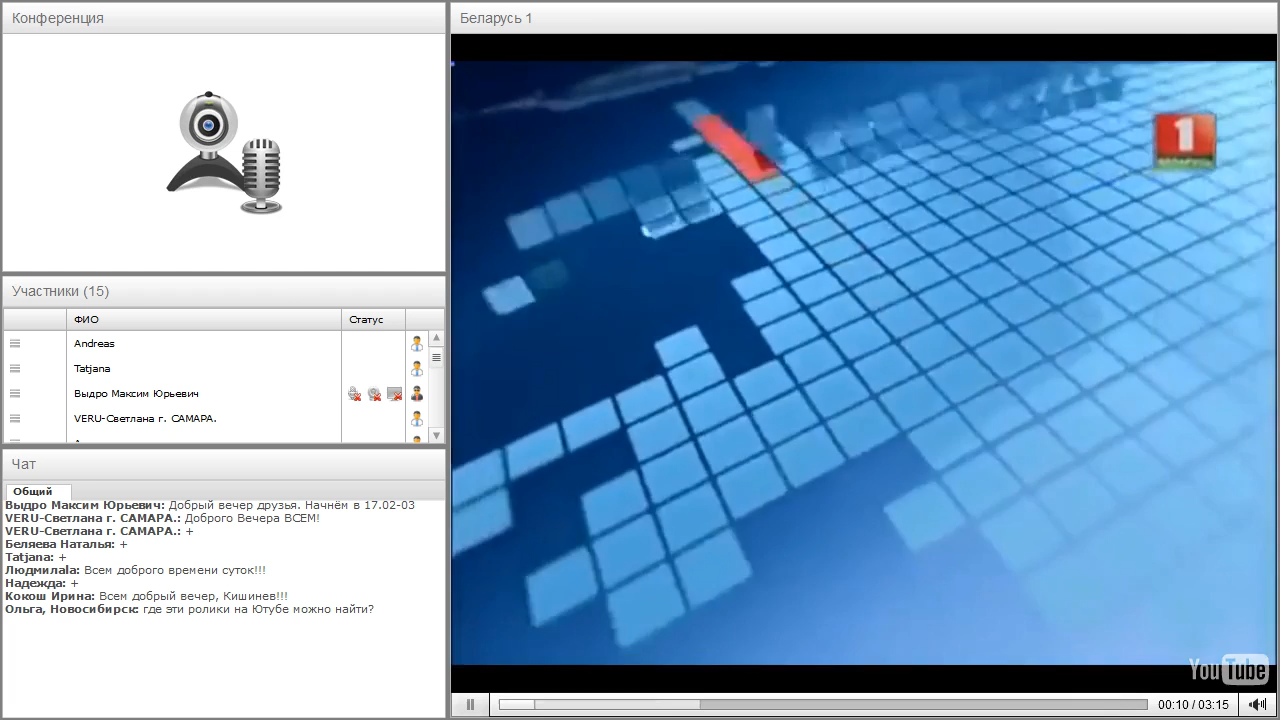 Конференция
Беларусь 1
1
БЕЛАРУСЬ
Участники (15)
ФИО Статус
Andreas
Tatjana
Выдро Максим Юрьевич
VERU-Светлана г. САМАРА.
Чат
Общий
Выдро Максим Юрьевич: Добрый вечер друзья. Начнём в 17.02-03
VERU-Светлана г. САМАРА.: Доброго Вечера ВСЕМ!
VERU-Светлана г. САМАРА.: +
Беляева Наталья: +
Tatjana: +
Людмилаla: Всем доброго времени суток!!!
Надежда: +
Кокош Ирина: Всем добрый вечер, Кишинев!!!
Ольга, Новосибирск: где эти ролики на Ютубе можно найти?
YouTube
00:10 / 03:15